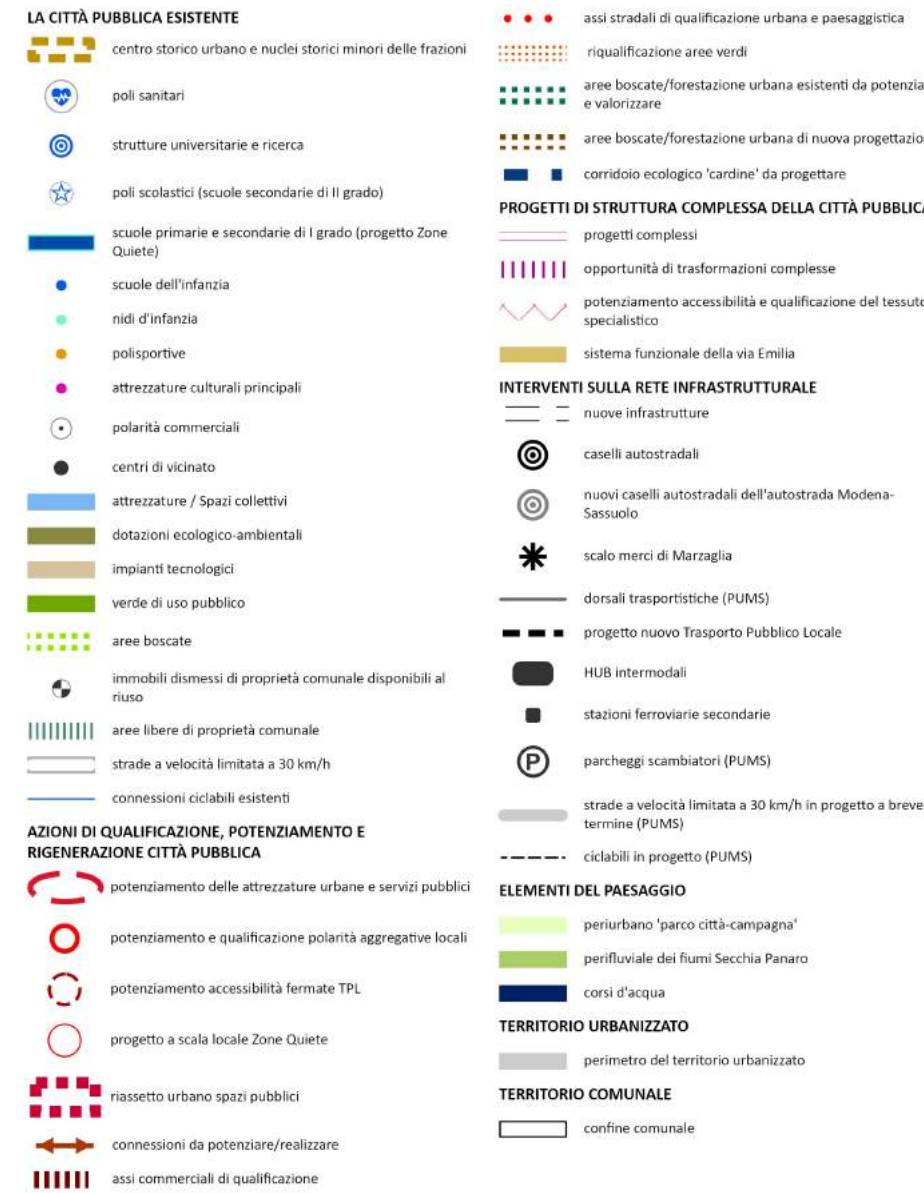 LA CITTÀ PUBBLICA ESISTENTE
centro storico urbano e nuclei storici minori delle frazioni
poli sanitari
strutture universitarie e ricerca
poli scolastici (scuole secondarie di II grado)
scuole primarie e secondarie di I grado (progetto Zone
Quiete)
scuole dell'infanzia
nidi d'infanzia
polisportive
attrezzature culturali principali
polarità commerciali
centri di vicinato
attrezzature / Spazi collettivi
dotazioni ecologico-ambientali
impianti tecnologici
verde di uso pubblico
aree boscate
immobili dismessi di proprietà comunale disponibili al
riuso
aree libere di proprietà comunale
strade a velocità limitata a 30 km/h
connessioni ciclabili esistenti
AZIONI DI QUALIFICAZIONE, POTENZIAMENTO E
RIGENERAZIONE CITTÀ PUBBLICA
potenziamento delle attrezzature urbane e servizi pubblici
potenziamento e qualificazione polarità aggregative locali
potenziamento accessibilità fermate TPL
progetto a scala locale Zone Quiete
riassetto urbano spazi pubblici
connessioni da potenziare/realizzare
assi commerciali di qualificazione
assi stradali di qualificazione urbana e paesaggistica
riqualificazione aree verdi
aree boscate/forestazione urbana esistenti da potenzia
e valorizzare
aree boscate/forestazione urbana di nuova progettazio
corridoio ecologico 'cardine' da progettare
PROGETTI DI STRUTTURA COMPLESSA DELLA CITTÀ PUBBLICA
progetti complessi
opportunità di trasformazioni complesse
potenziamento accessibilità e qualificazione del tessuto
specialistico
sistema funzionale della via Emilia
INTERVENTI SULLA RETE INFRASTRUTTURALE
nuove infrastrutture
caselli autostradali
nuovi caselli autostradali dell'autostrada Modena-
Sassuolo
scalo merci di Marzaglia
dorsali trasportistiche (PUMS)
progetto nuovo Trasporto Pubblico Locale
HUB intermodali
stazioni ferroviarie secondarie
P parcheggi scambiatori (PUMS)
strade a velocità limitata a 30 km/h in progetto a breve
termine (PUMS)
ciclabili in progetto (PUMS)
ELEMENTI DEL PAESAGGIO
periurbano 'parco città-campagna'
perifluviale dei fiumi Secchia Panaro
corsi d'acqua
TERRITORIO URBANIZZATO
perimetro del territorio urbanizzato
TERRITORIO COMUNALE
confine comunale